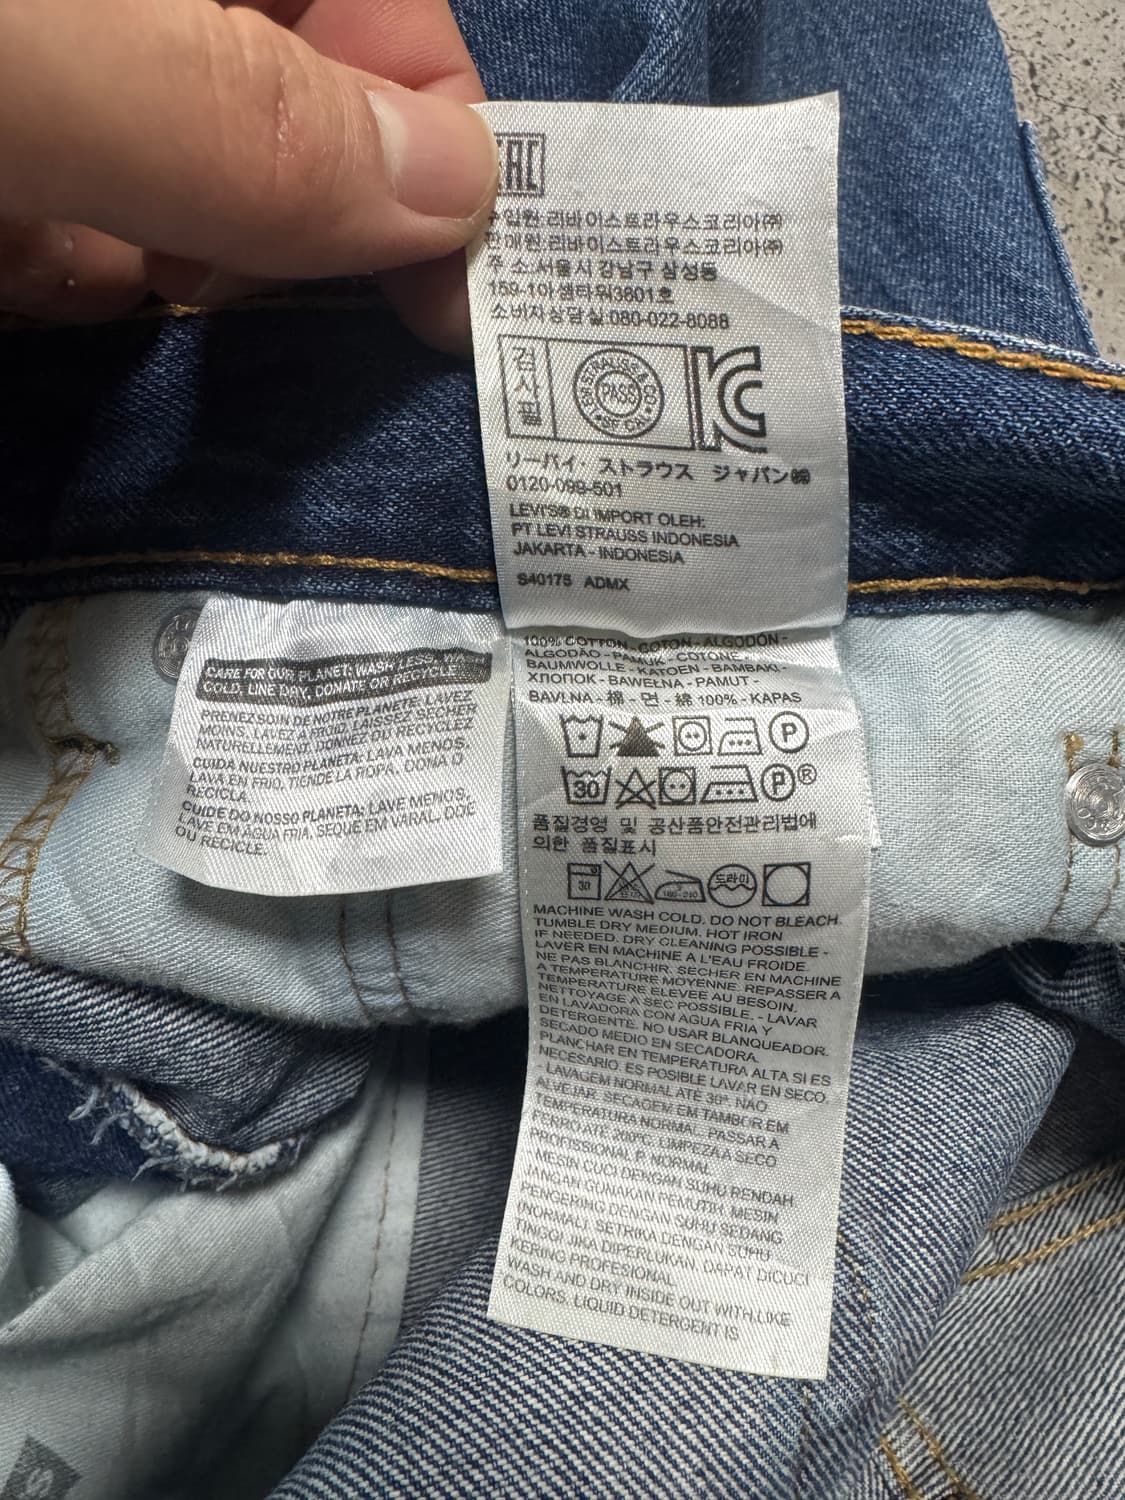 EAC
수입원:리바이스트라우스코리아㈜
판매원:리바이스트라우스코리아㈜
주 소:서울시 강남구 삼성동
159-1아셈타워3601호
소비자상담실:080-022-8088
검사필
PASS
リーバイ・ストラウス ジャパン㈱
0120-099-501
LEVI'S® DI IMPORT OLEH:
PT LEVI STRAUSS INDONESIA
JAKARTA - INDONESIA
S40175 ADMX
100% COTTON - COTON - ALGODÓN -
ALGODÃO - PAMUK - COTONE -
BAUMWOLLE - KATOEN - BAMBAKI -
ХЛОПОК - BAWEŁNA - PAMUT -
BAVLNA - 棉 - 면 - 綿 100% - KAPAS
P
30 P®
품질경영 및 공산품안전관리법에
의한 품질표시
30 드라이
MACHINE WASH COLD. DO NOT BLEACH.
TUMBLE DRY MEDIUM. HOT IRON
IF NEEDED. DRY CLEANING POSSIBLE -
LAVER EN MACHINE A L'EAU FROIDE.
NE PAS BLANCHIR. SECHER EN MACHINE
A TEMPERATURE MOYENNE. REPASSER A
TEMPERATURE ELEVEE AU BESOIN.
NETTOYAGE A SEC POSSIBLE. - LAVAR
EN LAVADORA CON AGUA FRIA Y
DETERGENTE. NO USAR BLANQUEADOR.
SECADO MEDIO EN SECADORA.
PLANCHAR EN TEMPERATURA ALTA SI ES
NECESARIO. ES POSIBLE LAVAR EN SECO.
- LAVAGEM NORMAL ATÉ 30º. NÃO
ALVEJAR. SECAGEM EM TAMBOR EM
TEMPERATURA NORMAL. PASSAR A
FERRO ATÉ 200ºC. LIMPEZA A SECO
PROFISSIONAL P. NORMAL
- MESIN CUCI DENGAN SUHU RENDAH.
JANGAN GUNAKAN PEMUTIH. MESIN
PENGERING DENGAN SUHU SEDANG
(NORMAL). SETRIKA DENGAN SUHU
TINGGI JIKA DIPERLUKAN. DAPAT DICUCI
KERING PROFESIONAL.
WASH AND DRY INSIDE OUT WITH LIKE
COLORS. LIQUID DETERGENT IS
CARE FOR OUR PLANET: WASH LESS, WASH
COLD, LINE DRY, DONATE OR RECYCLE.
PRENEZ SOIN DE NOTRE PLANETE: LAVEZ
MOINS, LAVEZ A FROID, LAISSEZ SECHER
NATURELLEMENT, DONNEZ OU RECYCLEZ
CUIDA NUESTRO PLANETA: LAVA MENOS,
LAVA EN FRIO, TIENDE LA ROPA, DONA O
RECICLA.
CUIDE DO NOSSO PLANETA: LAVE MENOS,
LAVE EM ÁGUA FRIA, SEQUE EM VARAL, DOE
OU RECICLE.